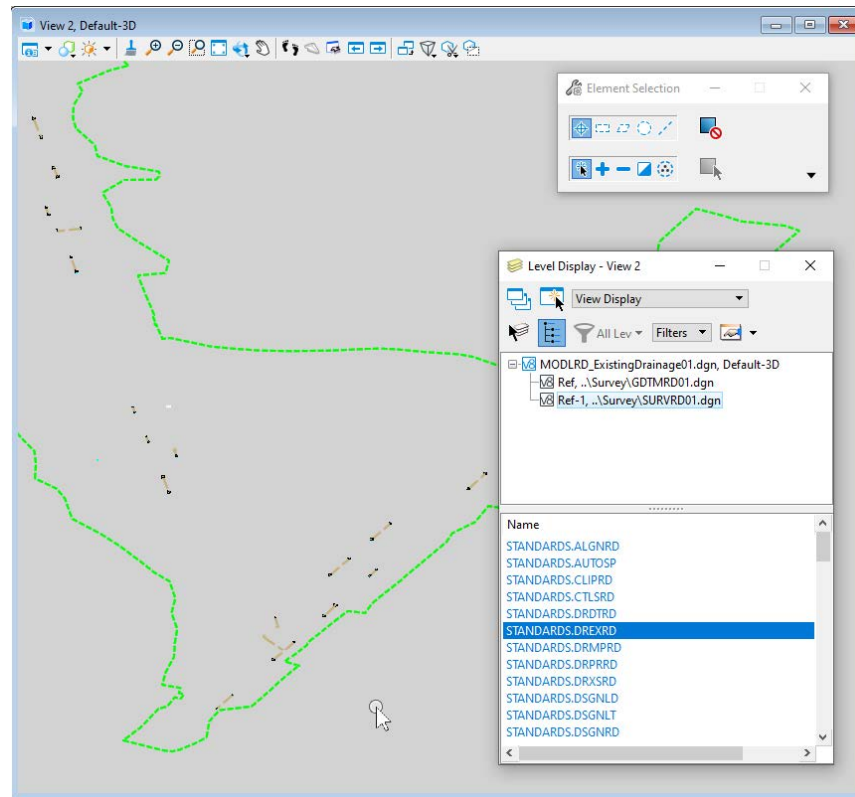 View 2, Default-3D
Element Selection
Level Display - View 2
View Display
All Lev
Filters
MODLRD_ExistingDrainage01.dgn, Default-3D
Ref, ..\Survey\GDTMRD01.dgn
Ref-1, ..\Survey\SURVRD01.dgn
Name
STANDARDS.ALGNRD
STANDARDS.AUTOSP
STANDARDS.CLIPRD
STANDARDS.CTLSRD
STANDARDS.DRDTRD
STANDARDS.DREXRD
STANDARDS.DRMPRD
STANDARDS.DRPRRD
STANDARDS.DRXSRD
STANDARDS.DSGNLD
STANDARDS.DSGNLT
STANDARDS.DSGNRD